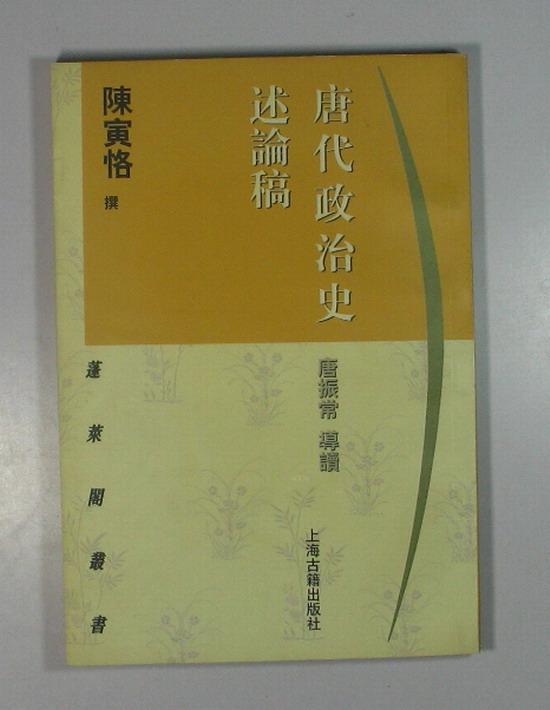 唐代政治史
述論稿
陳寅恪 撰
唐振常 導讀
上海古籍出版社
蓬萊閣叢書